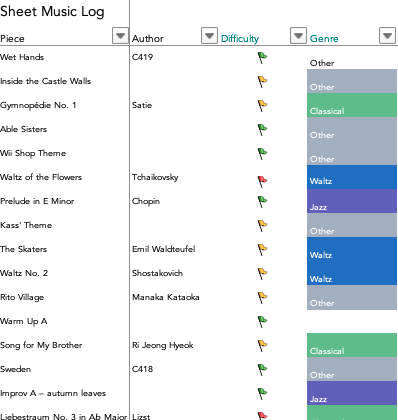 Sheet Music Log
Piece Author Difficulty Genre
Wet Hands C419 Other
Inside the Castle Walls Other
Gymnopédie No. 1 Satie Classical
Able Sisters Other
Wii Shop Theme Other
Waltz of the Flowers Tchaikovsky Waltz
Prelude in E Minor Chopin Jazz
Kass' Theme Other
The Skaters Emil Waldteufel Waltz
Waltz No. 2 Shostakovich Waltz
Rito Village Manaka Kataoka Other
Warm Up A
Song for My Brother Ri Jeong Hyeok Classical
Sweden C418 Other
Improv A – autumn leaves Jazz
Liebestraum No. 3 in Ab Major Lizst Classical